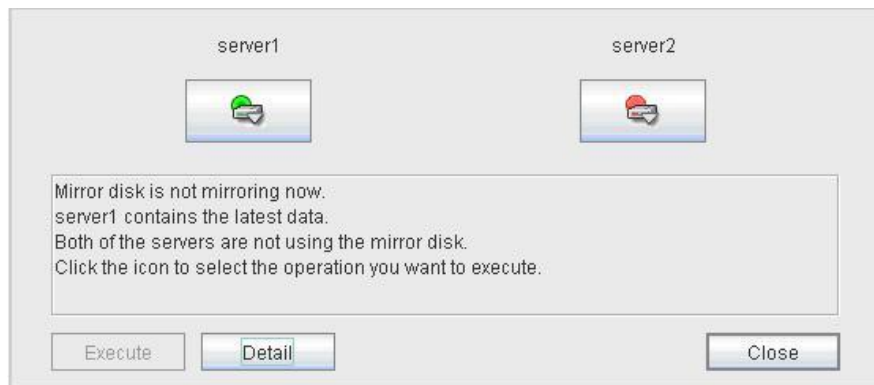 server1
server2
Mirror disk is not mirroring now.
server1 contains the latest data.
Both of the servers are not using the mirror disk.
Click the icon to select the operation you want to execute.
Execute
Detail
Close